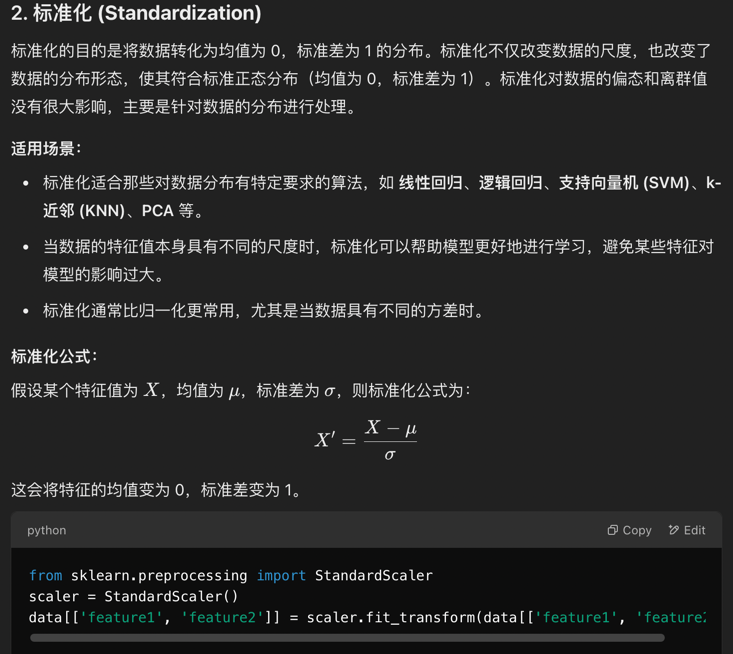 2. 标准化 (Standardization)
标准化的目的是将数据转化为均值为 0，标准差为 1 的分布。标准化不仅改变数据的尺度，也改变了
数据的分布形态，使其符合标准正态分布（均值为 0，标准差为 1）。标准化对数据的偏态和离群值
没有很大影响，主要是针对数据的分布进行处理。
适用场景：
• 标准化适合那些对数据分布有特定要求的算法，如 线性回归、逻辑回归、支持向量机 (SVM)、k-
近邻 (KNN)、PCA 等。
• 当数据的特征值本身具有不同的尺度时，标准化可以帮助模型更好地进行学习，避免某些特征对
模型的影响过大。
• 标准化通常比归一化更常用，尤其是当数据具有不同的方差时。
标准化公式：
假设某个特征值为 X，均值为 μ，标准差为 σ，则标准化公式为：
X′ = (X − μ) / σ
这会将特征的均值变为 0，标准差变为 1。
python Copy Edit
from sklearn.preprocessing import StandardScaler
scaler = StandardScaler()
data[['feature1', 'feature2']] = scaler.fit_transform(data[['feature1', 'feature2